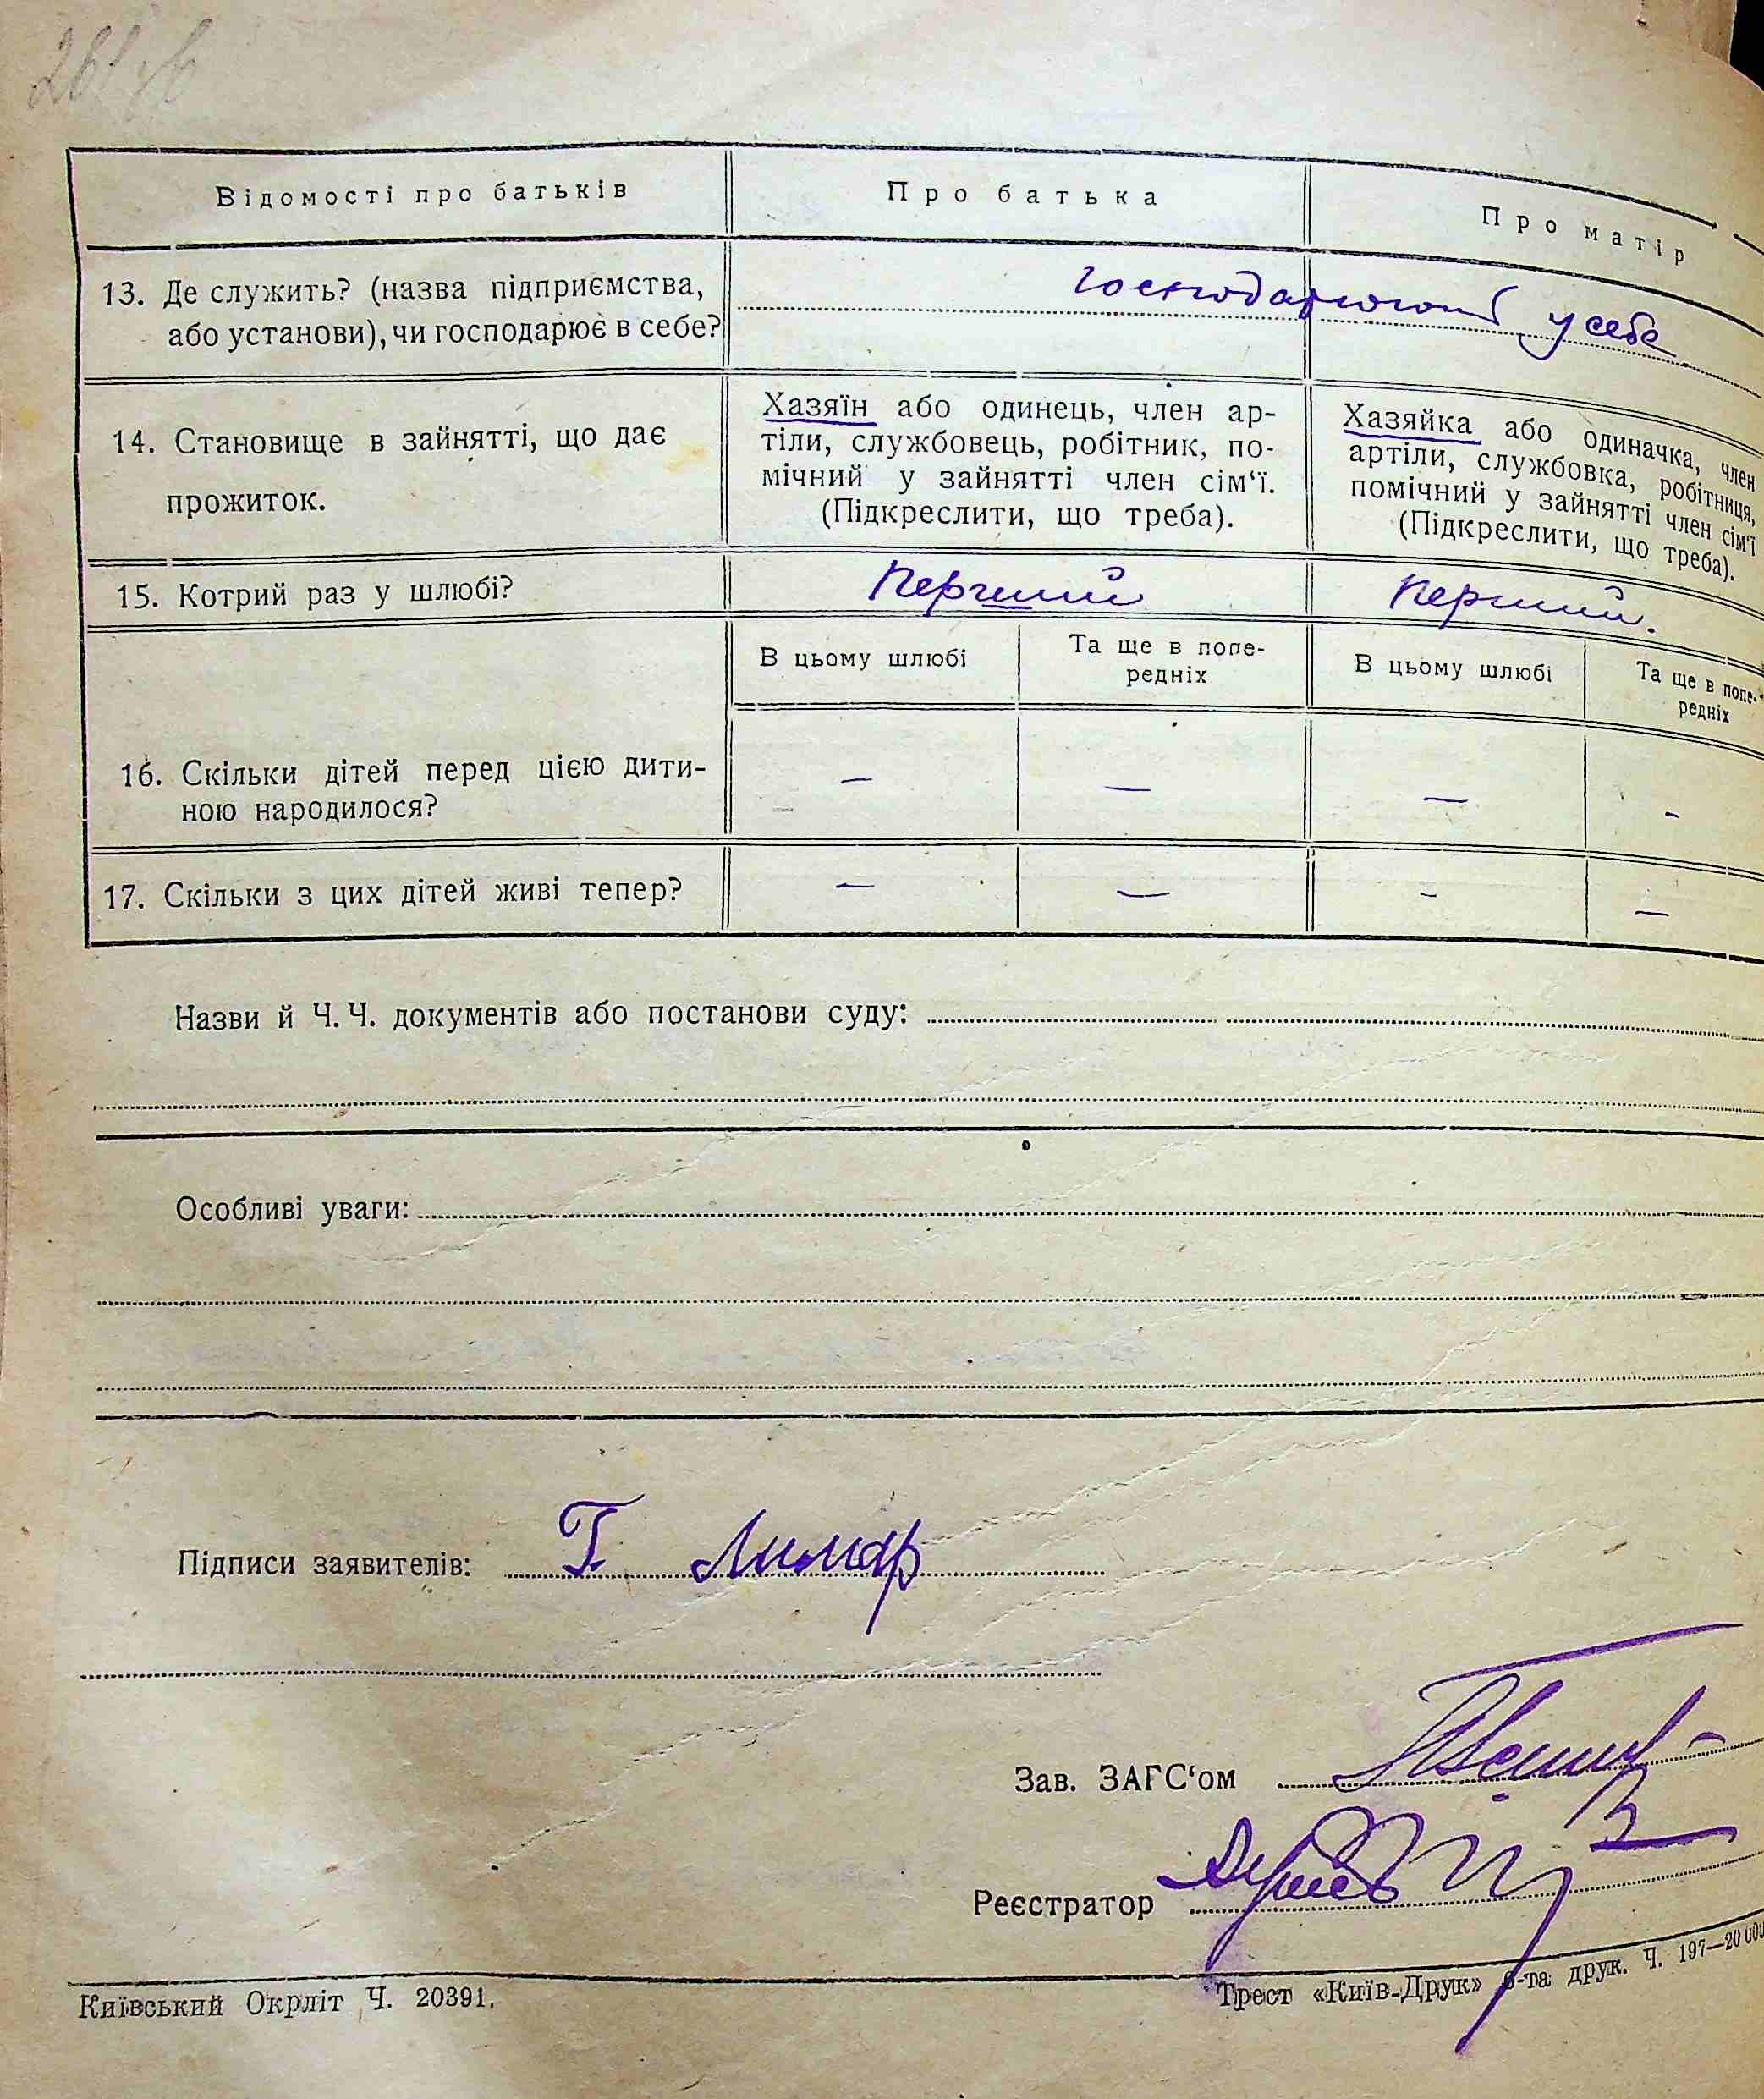 Відомості про батьків
Про батька
Про матір
13. Де служить? (назва підприємства,
або установи), чи господарює в себе?
господарюют у себе
14. Становище в зайнятті, що дає
прожиток.
Хазяїн або одинець, член ар-
тіли, службовець, робітник, по-
мічний у зайнятті член сім‘ї.
(Підкреслити, що треба).
Хазяйка або одиначка, член
артіли, службовка, робітниця,
помічний у зайнятті член сім‘ї
(Підкреслити, що треба).
15. Котрий раз у шлюбі?
Перший
Перший.
В цьому шлюбі
Та ще в попе-
редніх
В цьому шлюбі
Та ще в попе-
редніх
16. Скільки дітей перед цією дити-
ною народилося?
— — — -
17. Скільки з цих дітей живі тепер?
— — - —
Назви й Ч. Ч. документів або постанови суду:
Особливі уваги:
Підписи заявителів: Г. Лимар
Зав. ЗАГС‘ом
Реєстратор
Київський Окрліт Ч. 20391.
Трест «Київ-Друк» 6-та друк. Ч. 197—20000